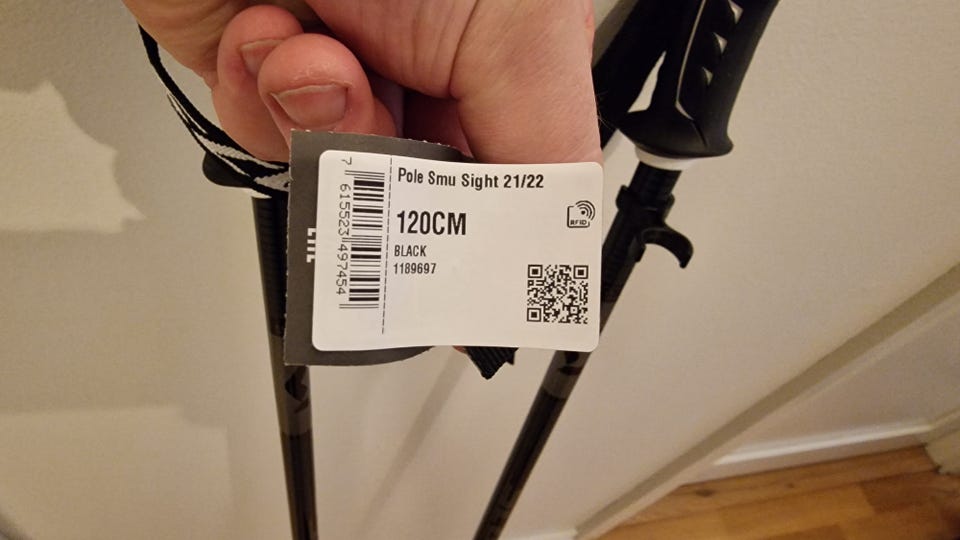 Pole Smu Sight 21/22
120CM
BLACK
1189697
RFID
7 615523 497454